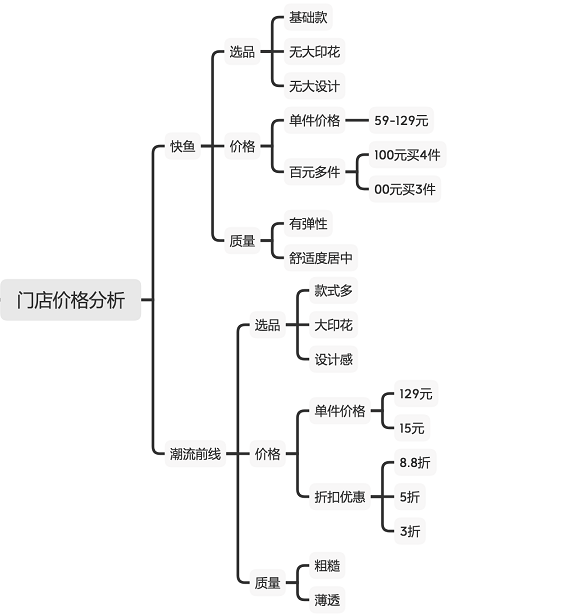 门店价格分析
快鱼
选品
基础款
无大印花
无大设计
价格
单件价格
59-129元
百元多件
100元买4件
00元买3件
质量
有弹性
舒适度居中
潮流前线
选品
款式多
大印花
设计感
价格
单件价格
129元
15元
折扣优惠
8.8折
5折
3折
质量
粗糙
薄透